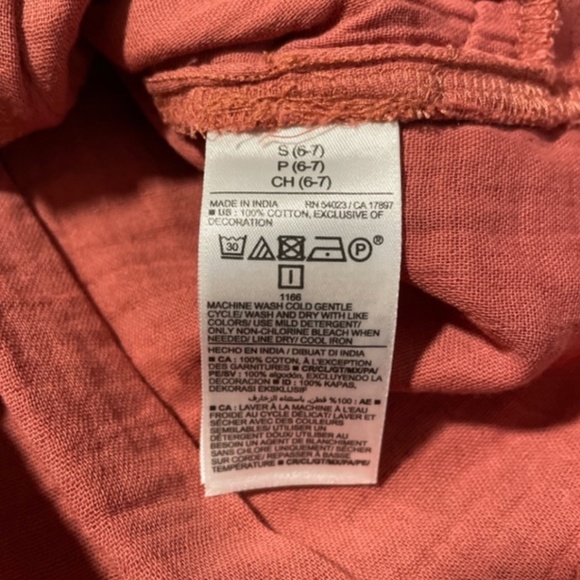 S (6-7)
P (6-7)
CH (6-7)
MADE IN INDIA RN 54023 / CA 17897
■ US : 100% COTTON, EXCLUSIVE OF
DECORATION
30 P ®
1166
MACHINE WASH COLD GENTLE
CYCLE/ WASH AND DRY WITH LIKE
COLORS/ USE MILD DETERGENT/
ONLY NON-CHLORINE BLEACH WHEN
NEEDED/ LINE DRY/ COOL IRON
HECHO EN INDIA / DIBUAT DI INDIA
■ CA : 100% COTON, À L'EXCEPTION
DES GARNITURES ■ CR/CL/GT/MX/PA/
PE/SV : 100% algodón, EXCLUYENDO LA
DECORACION ■ ID : 100% KAPAS,
DEKORASI EKSKLUSIF
■ AE : 100% قطن, باستثناء الزخارف
■ CA : LAVER À LA MACHINE À L'EAU
FROIDE AU CYCLE DÉLICAT/ LAVER ET
SÉCHER AVEC DES COULEURS
SEMBLABLES/ UTILISER UN
DÉTERGENT DOUX/ UTILISER AU
BESOIN UN AGENT DE BLANCHIMENT
SANS CHLORE UNIQUEMENT/ SÉCHER
SUR CORDE/ REPASSER À BASSE
TEMPÉRATURE ■ CR/CL/GT/MX/PA/PE/